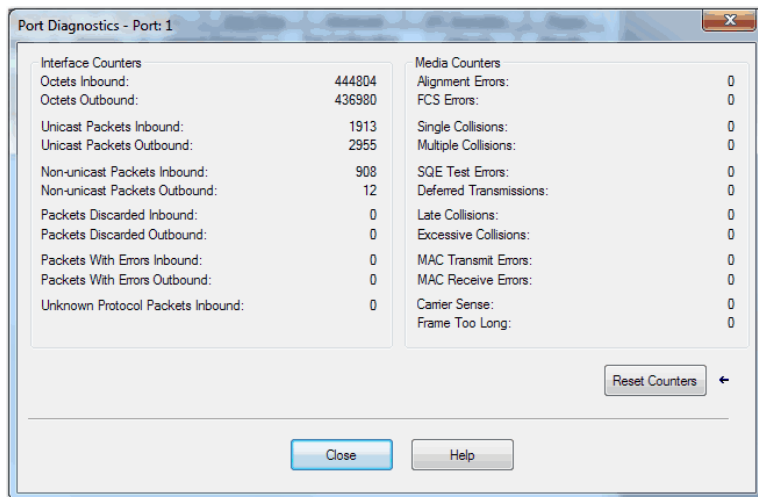 Port Diagnostics - Port: 1
Interface Counters
Octets Inbound: 444804
Octets Outbound: 436980
Unicast Packets Inbound: 1913
Unicast Packets Outbound: 2955
Non-unicast Packets Inbound: 908
Non-unicast Packets Outbound: 12
Packets Discarded Inbound: 0
Packets Discarded Outbound: 0
Packets With Errors Inbound: 0
Packets With Errors Outbound: 0
Unknown Protocol Packets Inbound: 0
Media Counters
Alignment Errors: 0
FCS Errors: 0
Single Collisions: 0
Multiple Collisions: 0
SQE Test Errors: 0
Deferred Transmissions: 0
Late Collisions: 0
Excessive Collisions: 0
MAC Transmit Errors: 0
MAC Receive Errors: 0
Carrier Sense: 0
Frame Too Long: 0
Reset Counters ←
Close Help